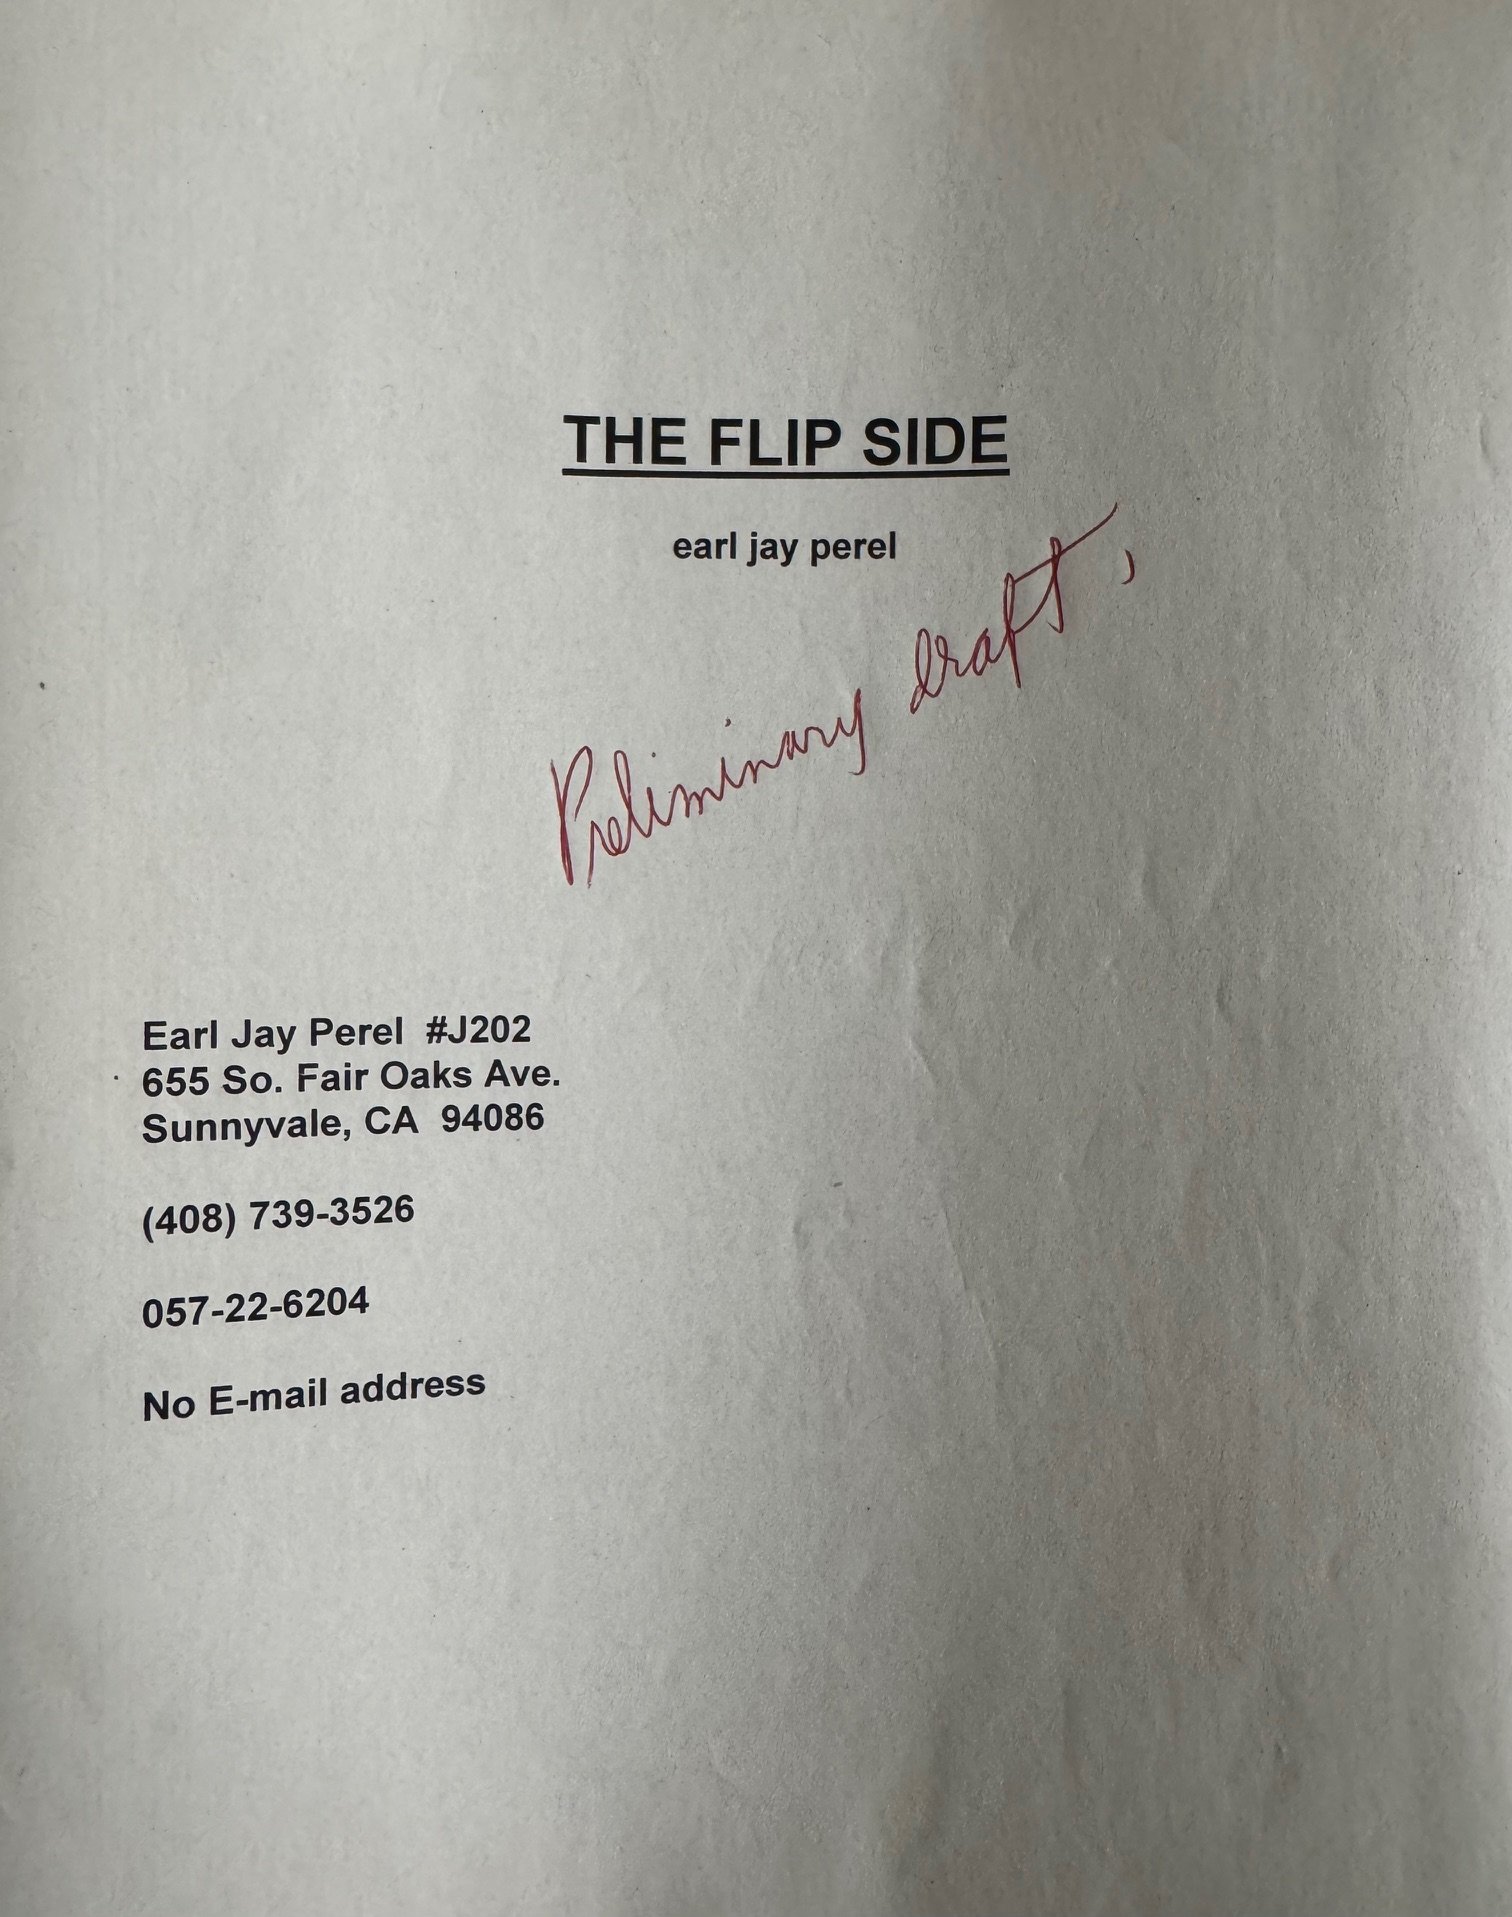 THE FLIP SIDE
earl jay perel
Preliminary draft,
Earl Jay Perel #J202
655 So. Fair Oaks Ave.
Sunnyvale, CA 94086
(408) 739-3526
057-22-6204
No E-mail address